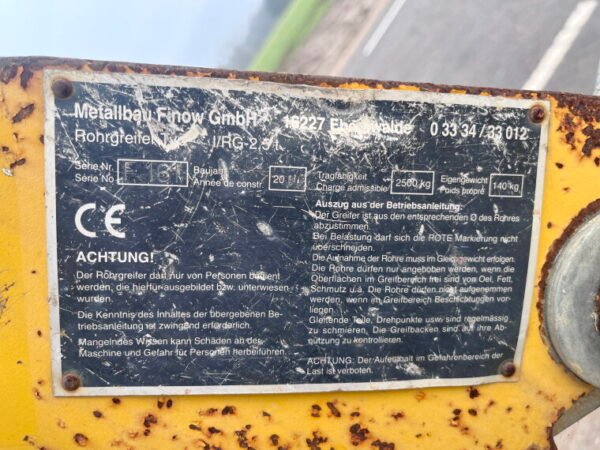 Metallbau Finow GmbH 16227 Eberswalde 0 33 34 / 33 012
Rohrgreifer
Serie Nr.
Serie No
Baujahr
Année de constr.
Tragfähigkeit
Charge admissible
2500 kg
Eigengewicht
Poids propre
140 kg
CE
ACHTUNG!
Der Rohrgreifer darf nur von Personen bedient
werden, die hierfür ausgebildet bzw. unterwiesen
wurden.
Die Kenntnis des Inhaltes der übergebenen Be-
triebsanleitung ist zwingend erforderlich.
Mangelndes Wissen kann Schäden an der
Maschine und Gefahr für Personen herbeiführen.
Auszug aus der Betriebsanleitung:
Der Greifer ist aus den entsprechenden Ø des Rohres
abzustimmen.
Bei Belastung darf sich die ROTE Markierung nicht
überschneiden.
Die Aufnahme der Rohre muss im Gleichgewicht erfolgen.
Die Rohre dürfen nur angehoben werden, wenn die
Oberflächen im Greifbereich frei sind von Oel, Fett,
Schmutz u.ä. Die Rohre dürfen nicht aufgenommen
werden, wenn im Greifbereich Beschichtungen vor-
liegen.
Gleitende Teile, Drehpunkte usw. sind regelmässig
zu schmieren. Die Greifbacken sind auf ihre Ab-
nützung zu kontrollieren.
ACHTUNG: Der Aufenthalt im Gefahrenbereich der
Last ist verboten.